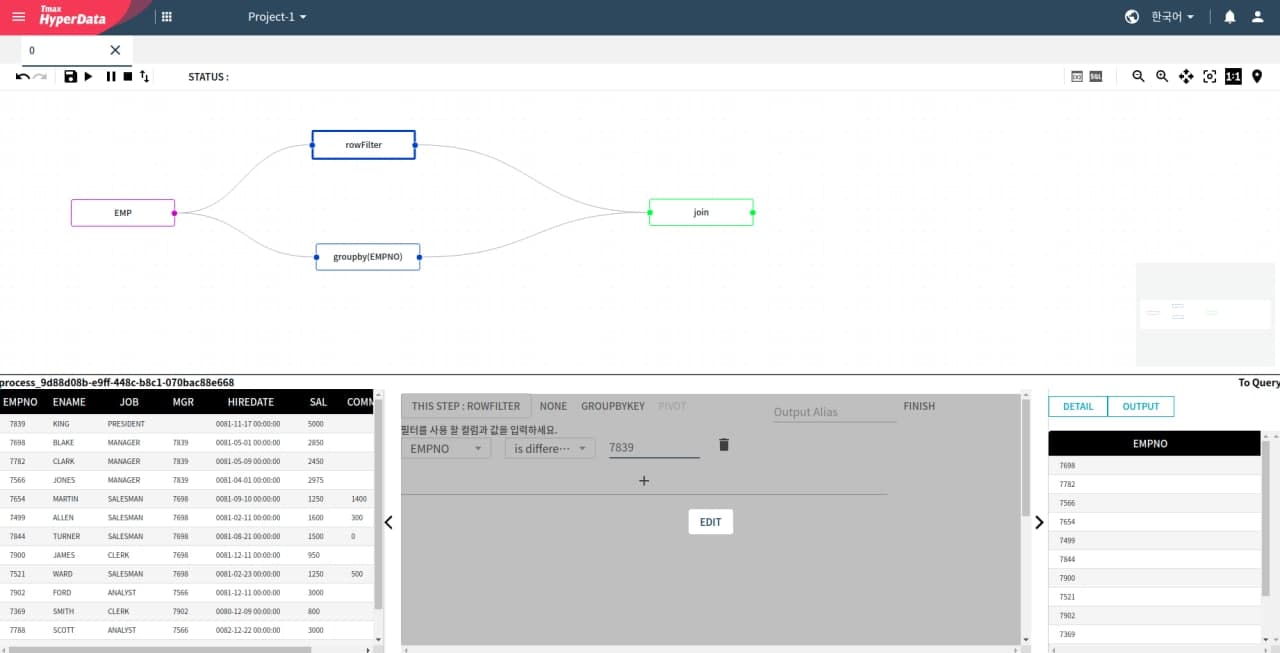 Tmax
HyperData
Project-1
한국어
0
STATUS :
SQL
1:1
rowFilter
EMP
join
groupby(EMPNO)
process_9d88d08b-e9ff-448c-b8c1-070bac88e668
To Query
EMPNO ENAME JOB MGR HIREDATE SAL COMM
7839 KING PRESIDENT 0081-11-17 00:00:00 5000
7698 BLAKE MANAGER 7839 0081-05-01 00:00:00 2850
7782 CLARK MANAGER 7839 0081-05-09 00:00:00 2450
7566 JONES MANAGER 7839 0081-04-01 00:00:00 2975
7654 MARTIN SALESMAN 7698 0081-09-10 00:00:00 1250 1400
7499 ALLEN SALESMAN 7698 0081-02-11 00:00:00 1600 300
7844 TURNER SALESMAN 7698 0081-08-21 00:00:00 1500 0
7900 JAMES CLERK 7698 0081-12-11 00:00:00 950
7521 WARD SALESMAN 7698 0081-02-23 00:00:00 1250 500
7902 FORD ANALYST 7566 0081-12-11 00:00:00 3000
7369 SMITH CLERK 7902 0080-12-09 00:00:00 800
7788 SCOTT ANALYST 7566 0082-12-22 00:00:00 3000
THIS STEP : ROWFILTER NONE GROUPBYKEY PIVOT
Output Alias
FINISH
필터를 사용 할 컬럼과 값을 입력하세요.
EMPNO is differe⋯ 7839
+
EDIT
DETAIL OUTPUT
EMPNO
7698
7782
7566
7654
7499
7844
7900
7521
7902
7369